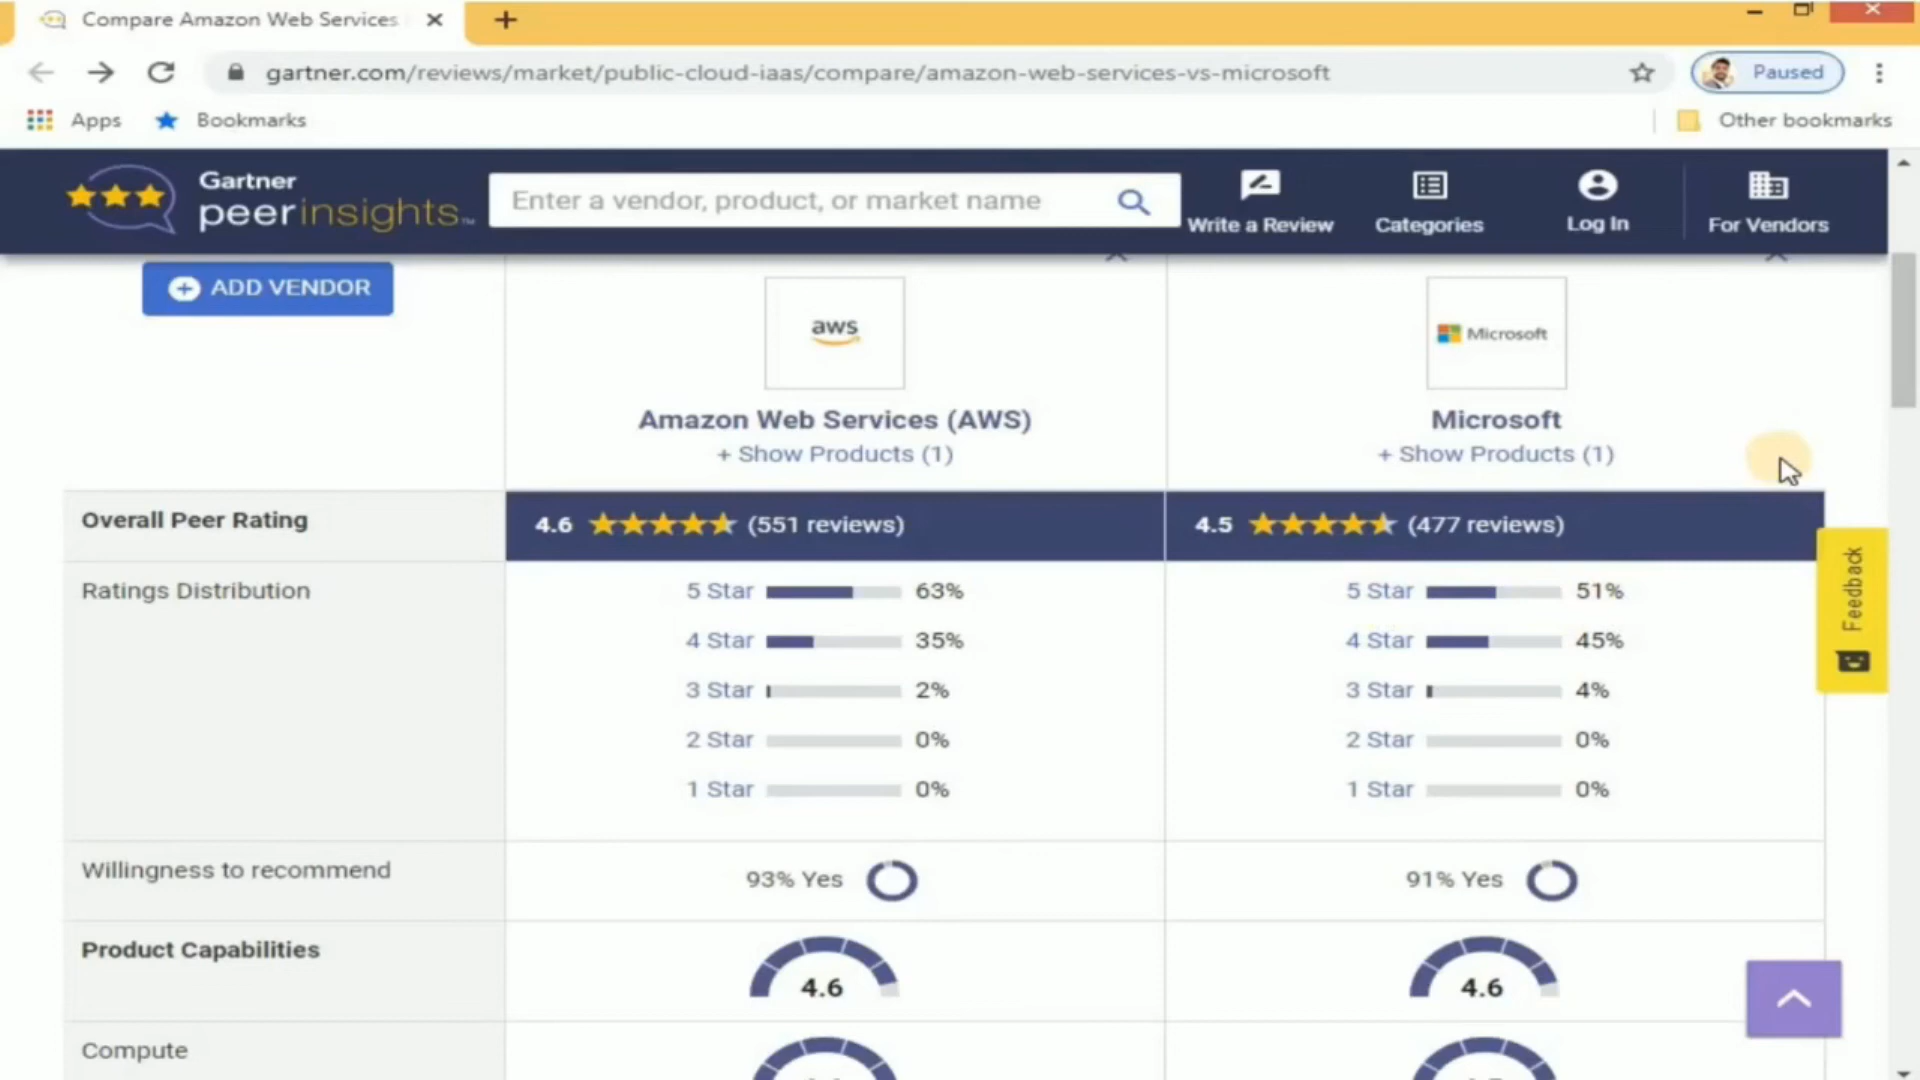 Compare Amazon Web Services
gartner.com/reviews/market/public-cloud-iaas/compare/amazon-web-services-vs-microsoft
Paused
Apps
Bookmarks
Other bookmarks
Gartner
peerinsights™
Enter a vendor, product, or market name
Write a Review
Categories
Log In
For Vendors
ADD VENDOR
aws
Microsoft
Amazon Web Services (AWS)
Microsoft
+ Show Products (1)
+ Show Products (1)
Overall Peer Rating
4.6 (551 reviews)
4.5 (477 reviews)
Feedback
Ratings Distribution
5 Star 63%
4 Star 35%
3 Star 2%
2 Star 0%
1 Star 0%
5 Star 51%
4 Star 45%
3 Star 4%
2 Star 0%
1 Star 0%
Willingness to recommend
93% Yes
91% Yes
Product Capabilities
4.6
4.6
Compute